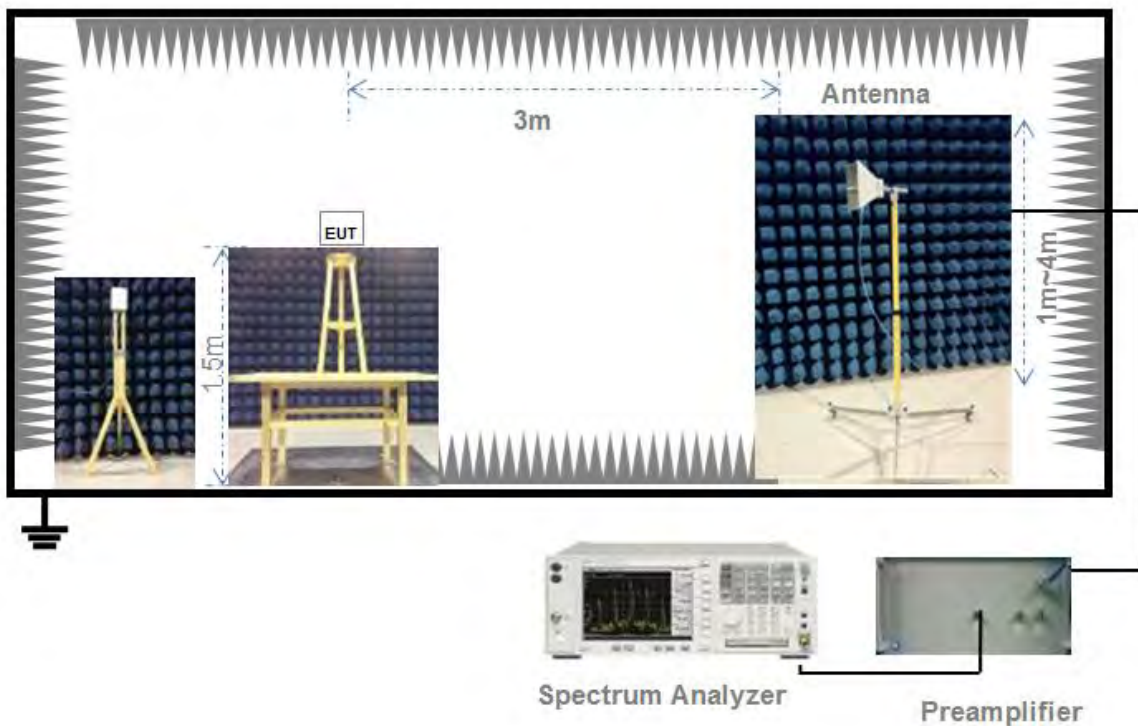 Antenna
3m
EUT
1.5m
1m~4m
Spectrum Analyzer
Preamplifier